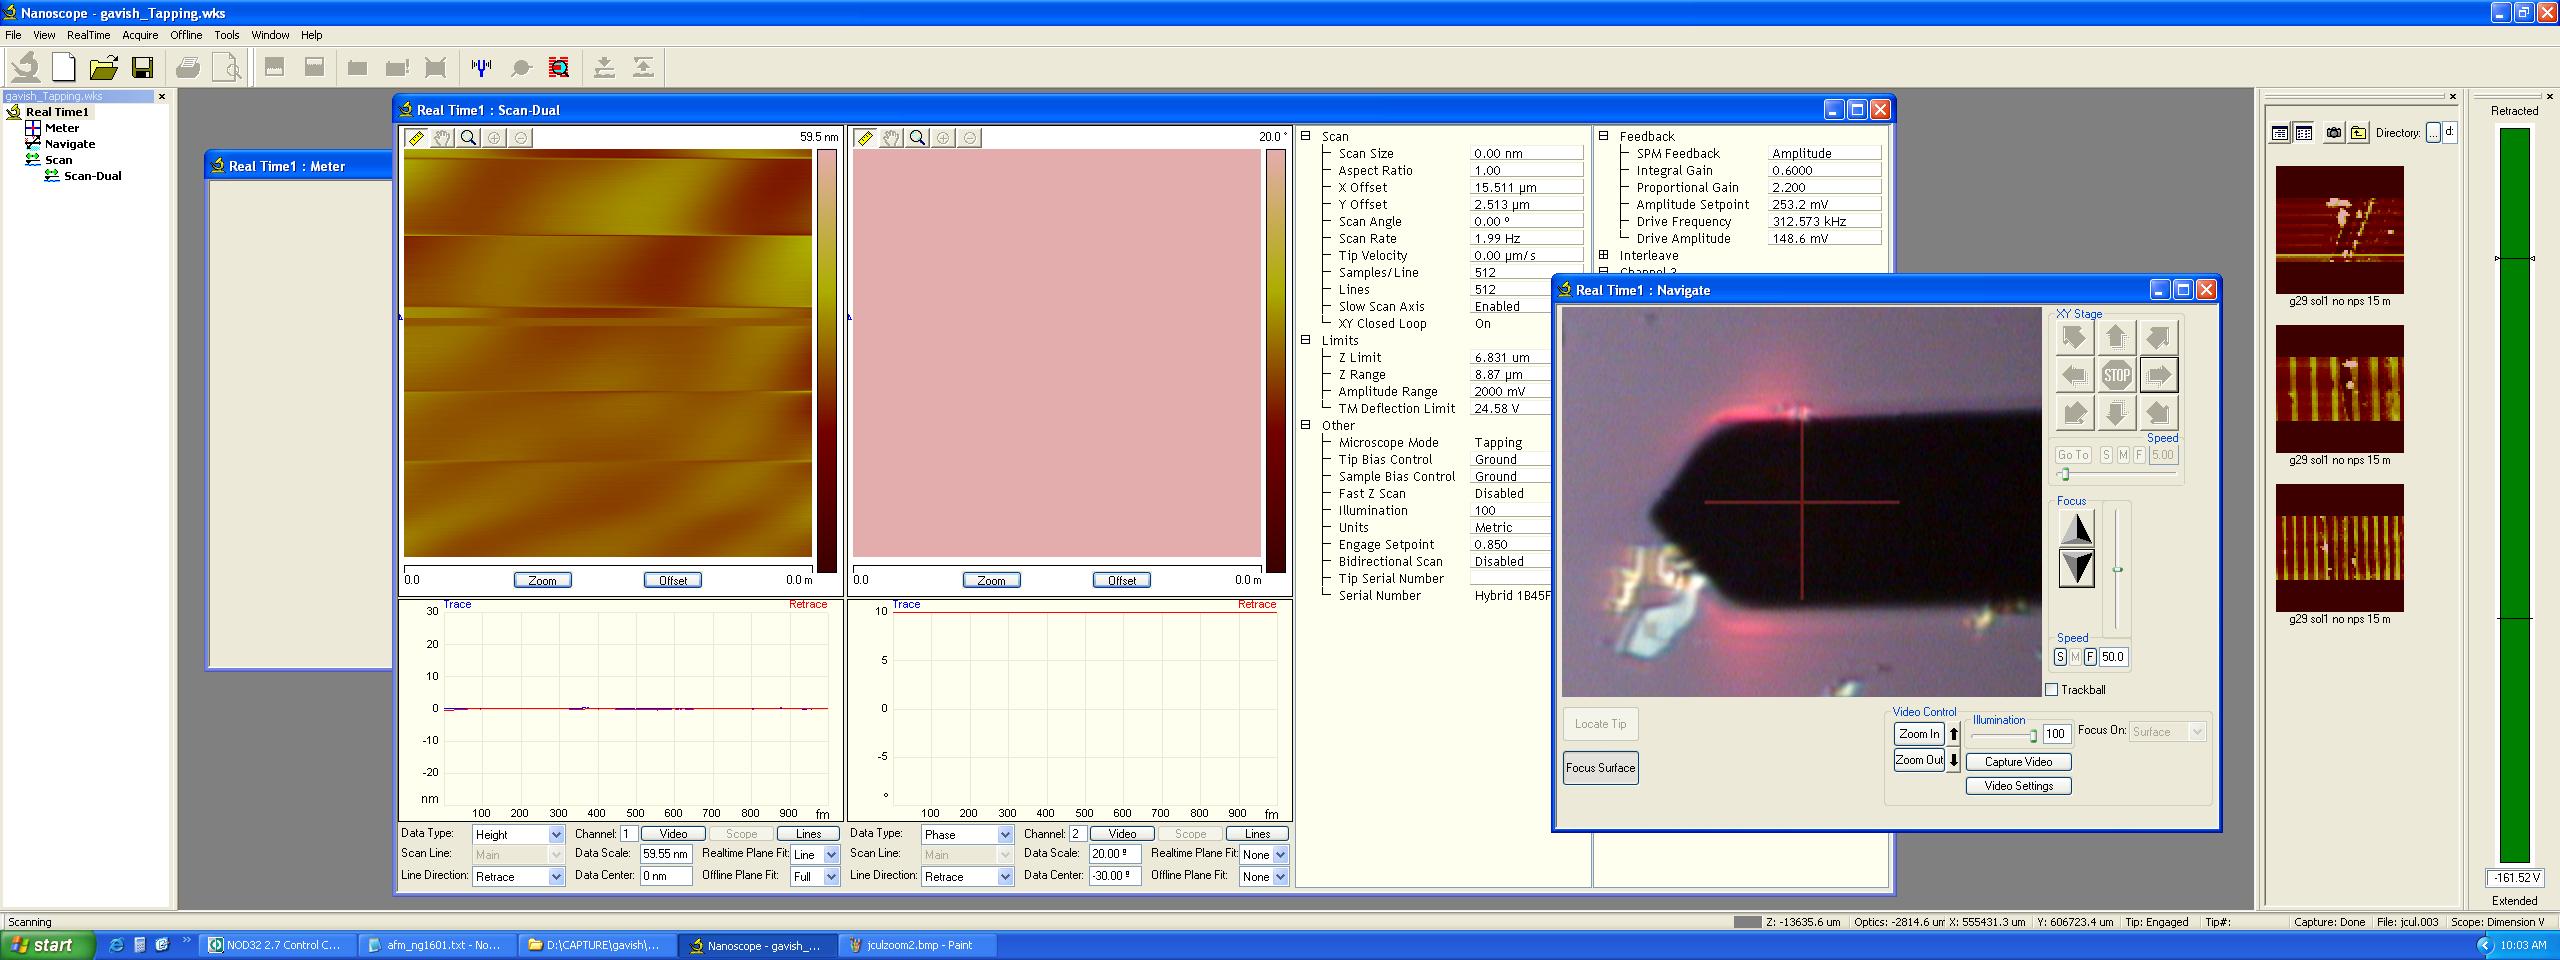 Nanoscope - gavish_Tapping.wks
File View RealTime Acquire Offline Tools Window Help
gavish_Tapping.wks
Real Time1
Meter
Navigate
Scan
Scan-Dual
Real Time1 : Meter
Real Time1 : Scan-Dual
59.5 nm
20.0 °
0.0 Zoom Offset 0.0 m
0.0 Zoom Offset 0.0 m
Trace Retrace
30
20
10
0
-10
-20
nm
100 200 300 400 500 600 700 800 900 fm
Trace Retrace
10
5
0
-5
°
100 200 300 400 500 600 700 800 900 fm
Data Type: Height Channel: 1 Video Scope Lines
Scan Line: Main Data Scale: 59.55 nm Realtime Plane Fit: Line
Line Direction: Retrace Data Center: 0 nm Offline Plane Fit: Full
Data Type: Phase Channel: 2 Video Scope Lines
Scan Line: Main Data Scale: 20.00 º Realtime Plane Fit: None
Line Direction: Retrace Data Center: -30.00 º Offline Plane Fit: None
Scan
Scan Size 0.00 nm
Aspect Ratio 1.00
X Offset 15.511 µm
Y Offset 2.513 µm
Scan Angle 0.00 º
Scan Rate 1.99 Hz
Tip Velocity 0.00 µm/s
Samples/Line 512
Lines 512
Slow Scan Axis Enabled
XY Closed Loop On
Limits
Z Limit 6.831 um
Z Range 8.87 µm
Amplitude Range 2000 mV
TM Deflection Limit 24.58 V
Other
Microscope Mode Tapping
Tip Bias Control Ground
Sample Bias Control Ground
Fast Z Scan Disabled
Illumination 100
Units Metric
Engage Setpoint 0.850
Bidirectional Scan Disabled
Tip Serial Number
Serial Number Hybrid 1B45F
Feedback
SPM Feedback Amplitude
Integral Gain 0.6000
Proportional Gain 2.200
Amplitude Setpoint 253.2 mV
Drive Frequency 312.573 kHz
Drive Amplitude 148.6 mV
Interleave
Channel 2
Real Time1 : Navigate
XY Stage
STOP
Speed
Go To S M F 5.00
Focus
Speed
S M F 50.0
Trackball
Locate Tip
Focus Surface
Video Control
Zoom In
Zoom Out
Illumination
100
Capture Video
Video Settings
Focus On: Surface
Directory: ... d:
g29 sol1 no nps 15 m
g29 sol1 no nps 15 m
g29 sol1 no nps 15 m
Retracted
-161.52 V
Extended
Scanning Z: -13635.6 um Optics: -2814.6 um X: 555431.3 um Y: 606723.4 um Tip: Engaged Tip#: Capture: Done File: jcul.003 Scope: Dimension V
start NOD32 2.7 Control C... afm_ng1601.txt - No... D:\CAPTURE\gavish\... Nanoscope - gavish_... jculzoom2.bmp - Paint 10:03 AM